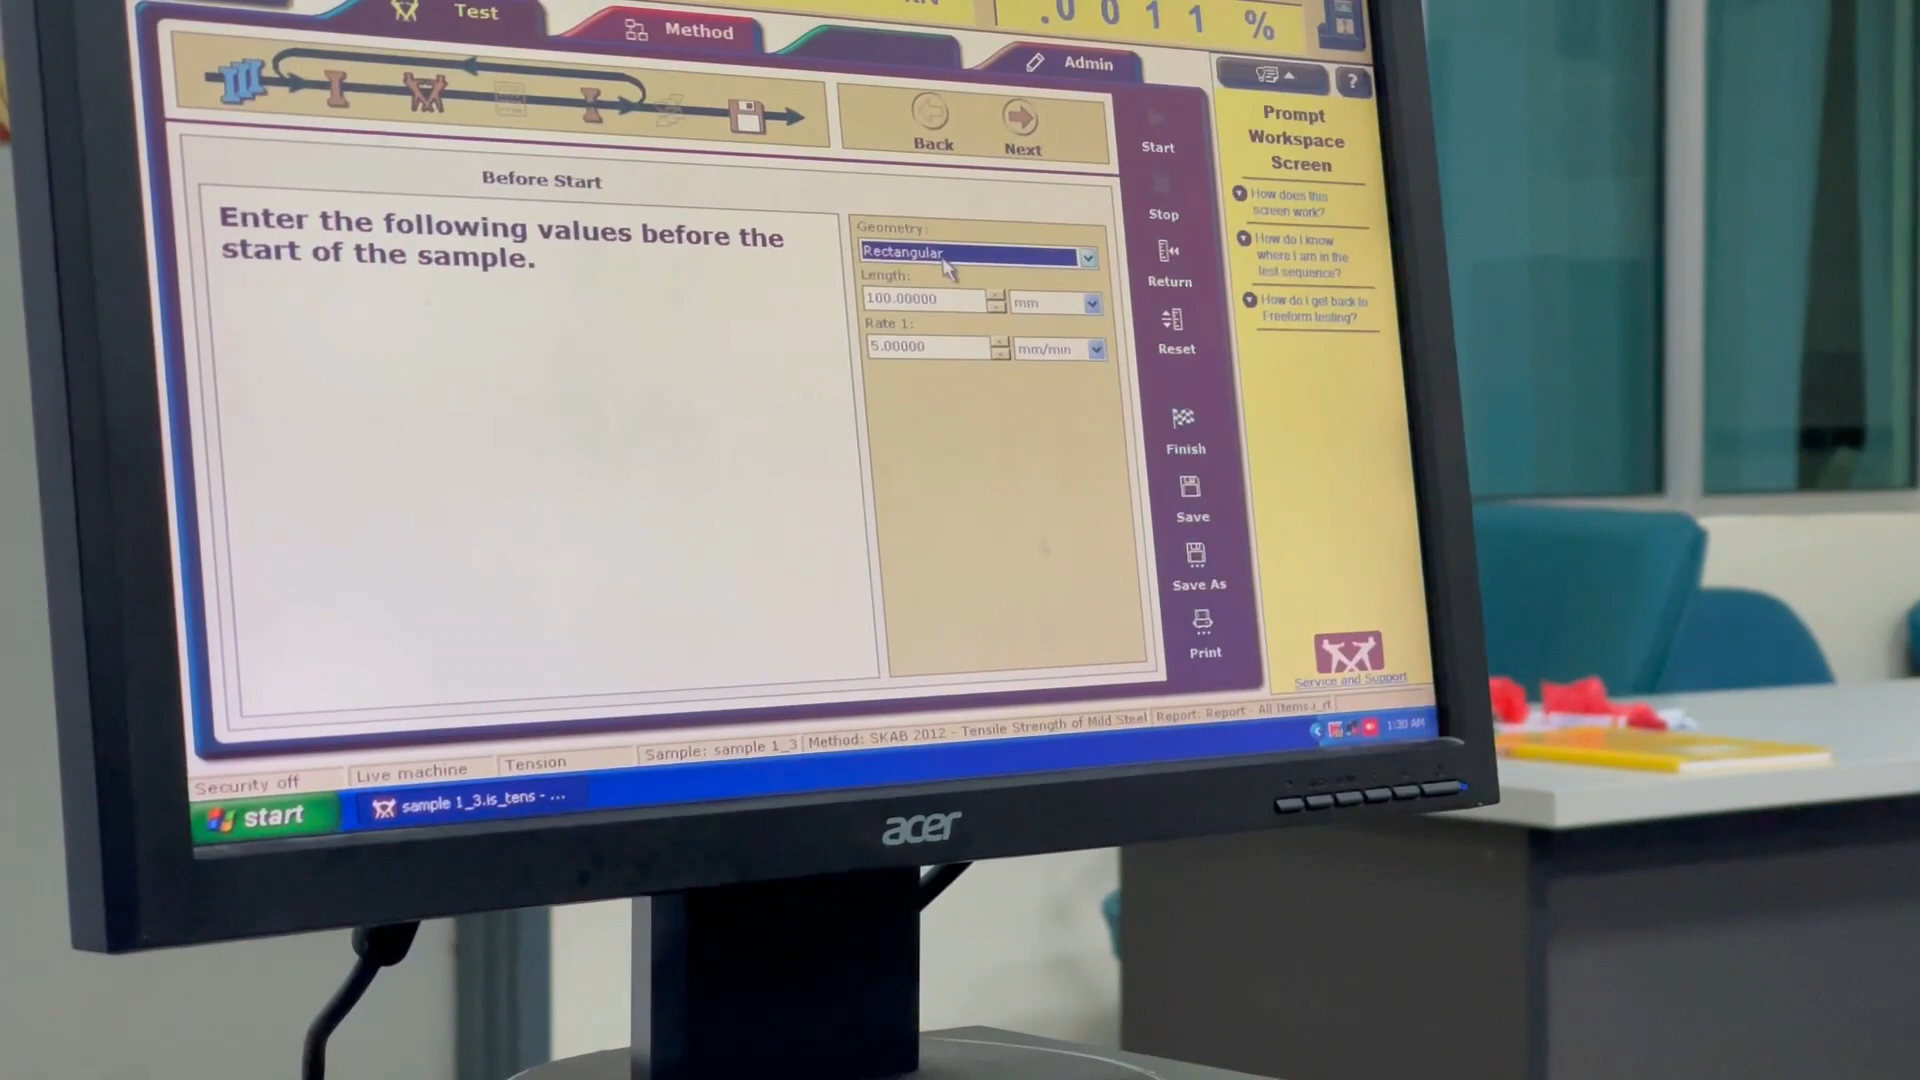 Test
Method
Admin
.0011 %
Back
Next
Before Start
Enter the following values before the
start of the sample.
Geometry:
Rectangular
Length:
100.00000
mm
Rate 1:
5.00000
mm/min
Start
Stop
Return
Reset
Finish
Save
Save As
Print
?
Prompt
Workspace
Screen
How does this
screen work?
How do I know
where I am in the
test sequence?
How do I get back to
Freeform testing?
Service and Support
Security off
Live machine
Tension
Sample: sample 1_3
Method: SKAB 2012 - Tensile Strength of Mild Steel
Report: Report - All Items
start
sample 1_3.is_tens - ...
1:30 AM
acer